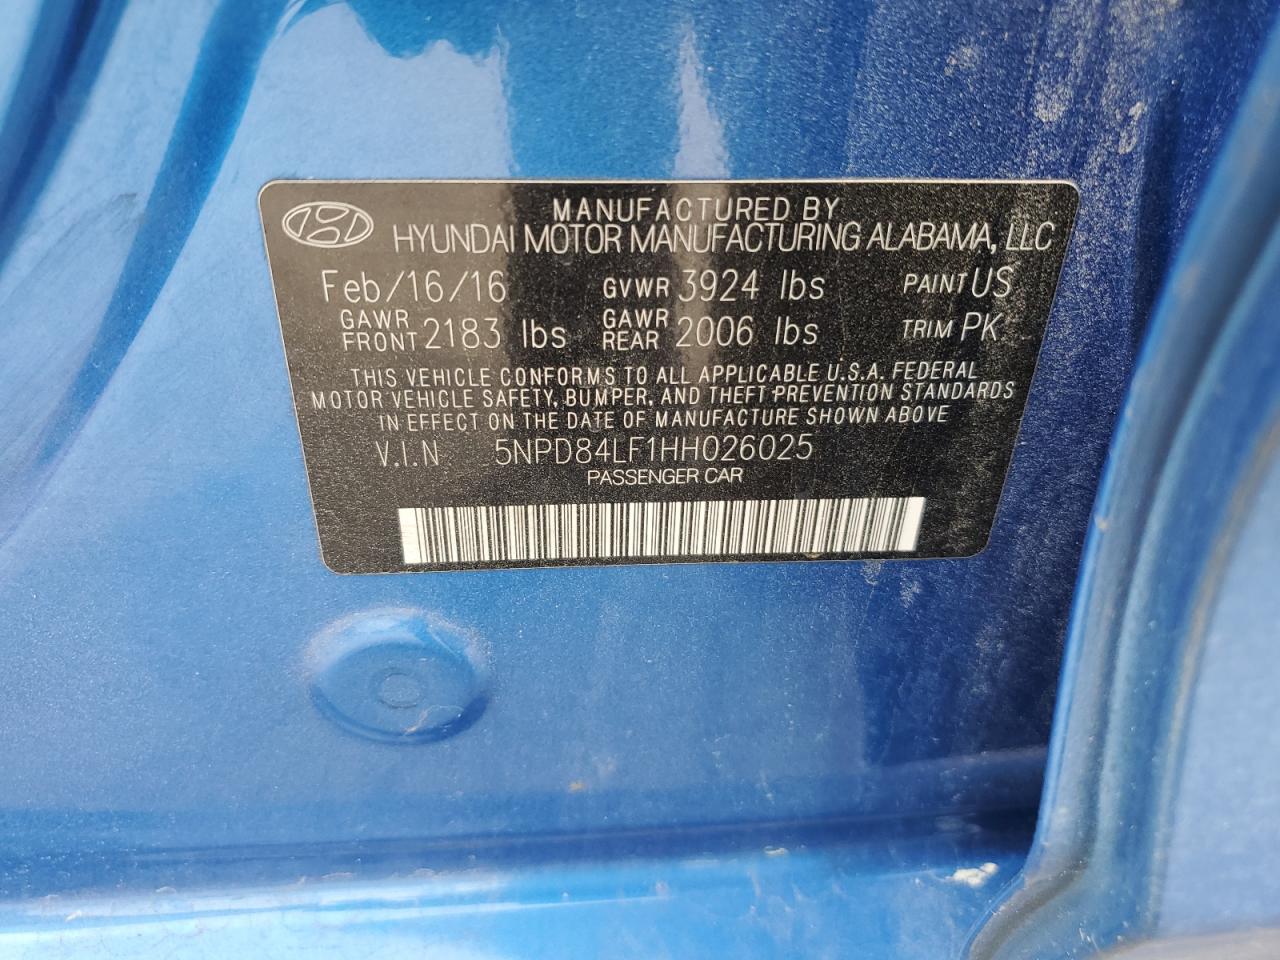 MANUFACTURED BY
HYUNDAI MOTOR MANUFACTURING ALABAMA, LLC
Feb/16/16 GVWR 3924 lbs PAINT US
GAWR FRONT 2183 lbs GAWR REAR 2006 lbs TRIM PK
THIS VEHICLE CONFORMS TO ALL APPLICABLE U.S.A. FEDERAL
MOTOR VEHICLE SAFETY, BUMPER, AND THEFT PREVENTION STANDARDS
IN EFFECT ON THE DATE OF MANUFACTURE SHOWN ABOVE
V.I.N 5NPD84LF1HH026025
PASSENGER CAR